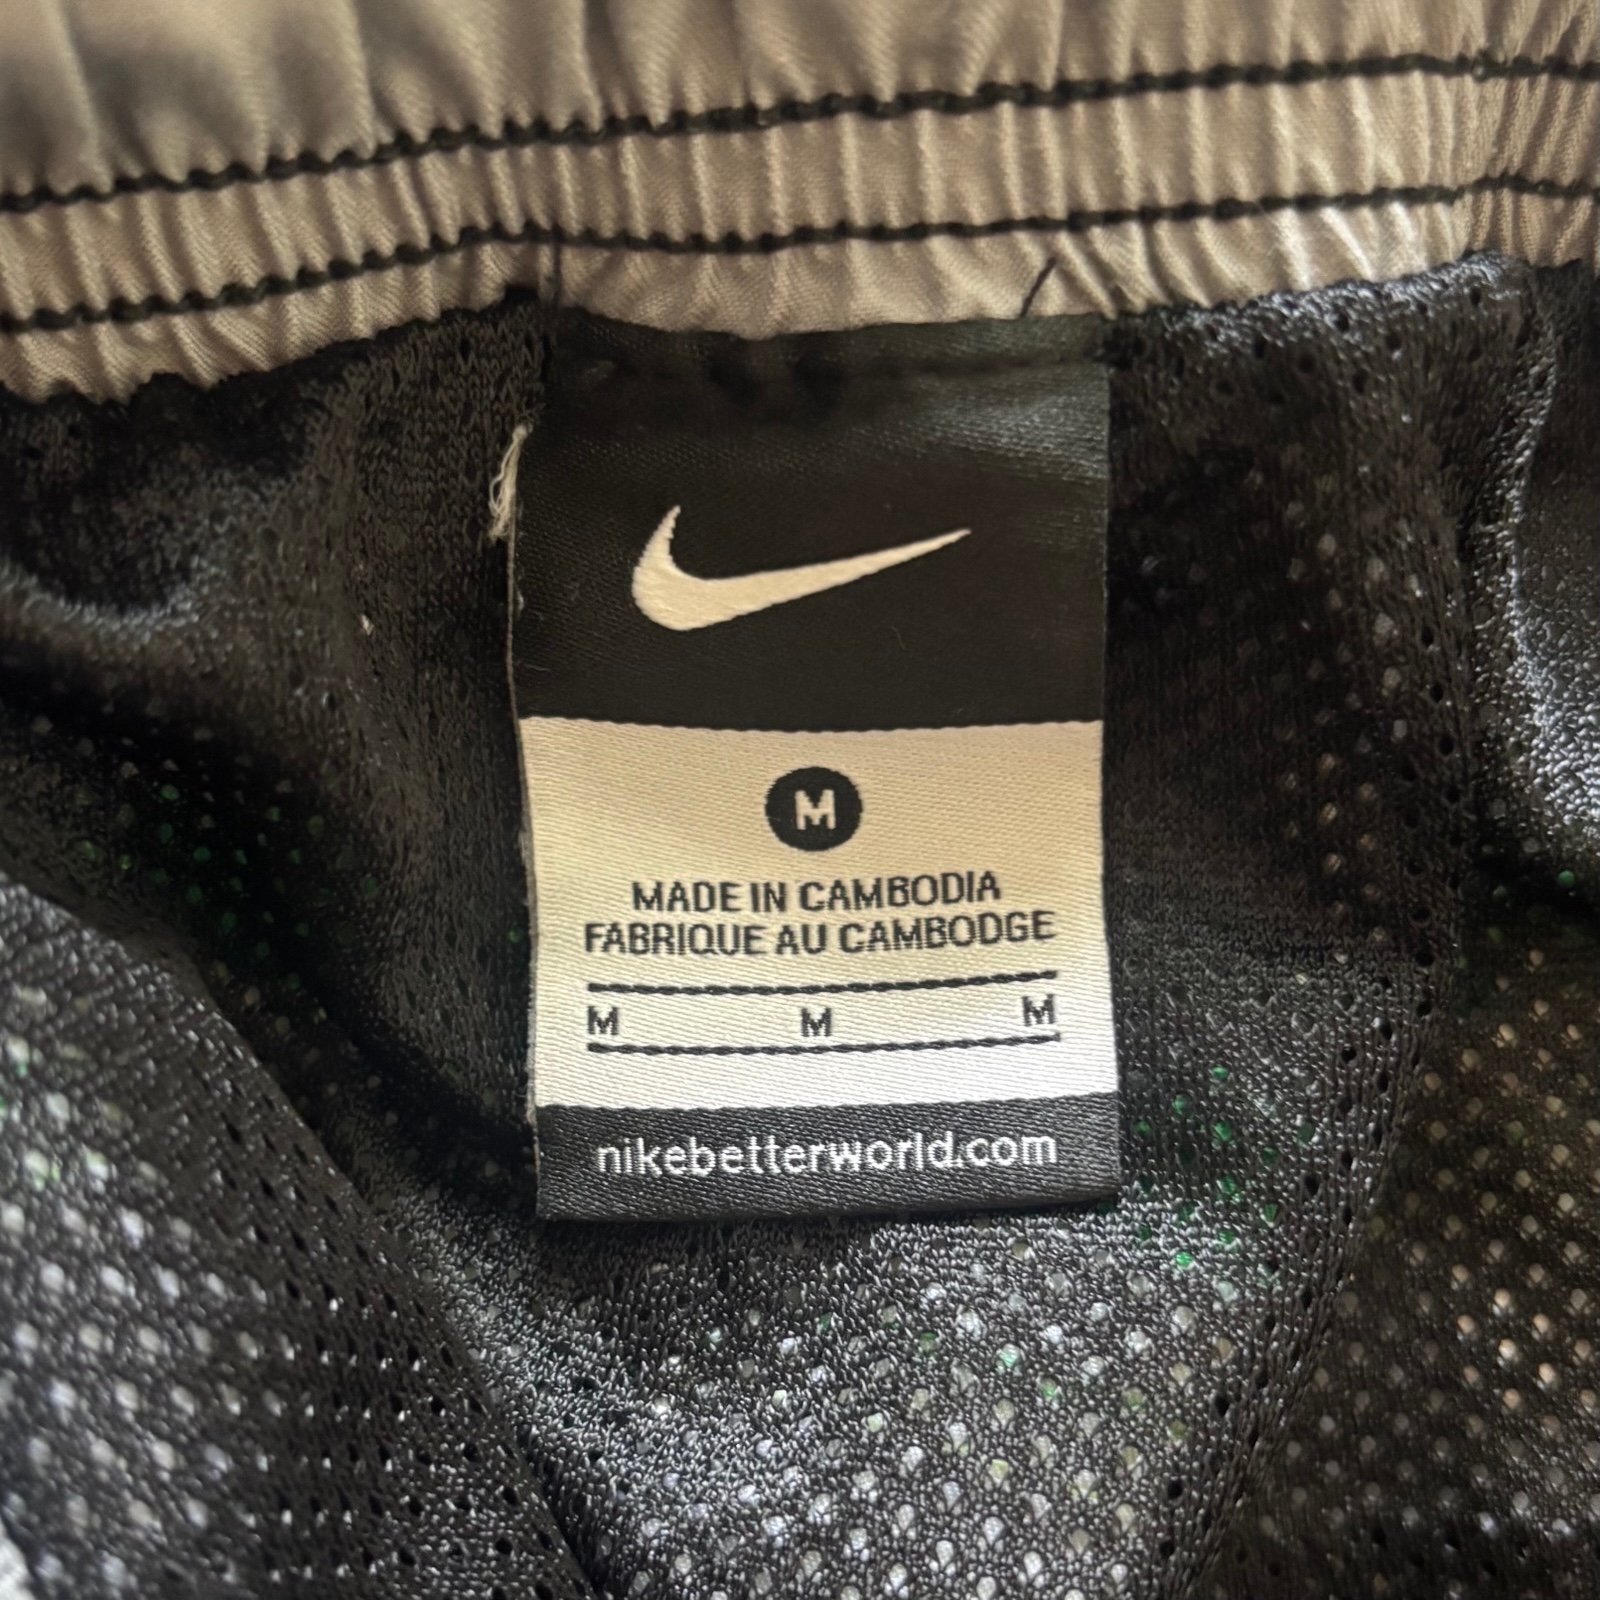 M
MADE IN CAMBODIA
FABRIQUE AU CAMBODGE
M M M
nikebetterworld.com